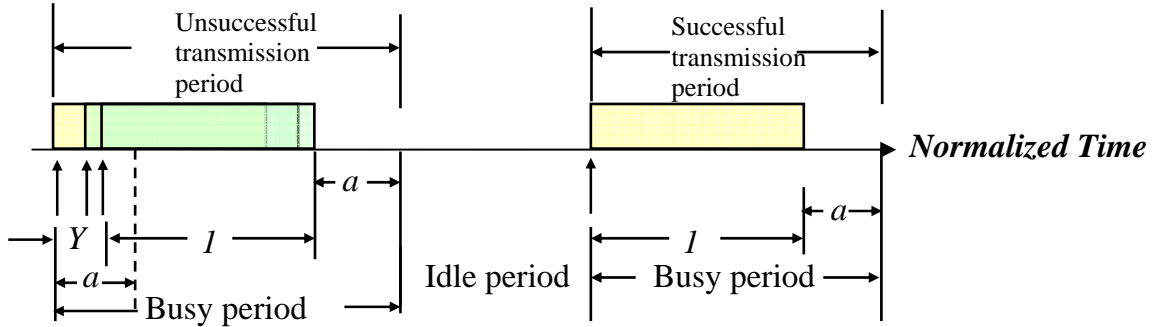 Unsuccessful
transmission
period
Successful
transmission
period
Normalized Time
a
a
Y
1
1
a
Idle period
Busy period
Busy period